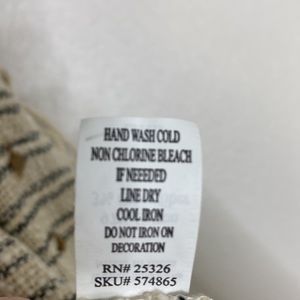 HAND WASH COLD
NON CHLORINE BLEACH
IF NEEEDED
LINE DRY
COOL IRON
DO NOT IRON ON
DECORATION
RN# 25326
SKU# 574865